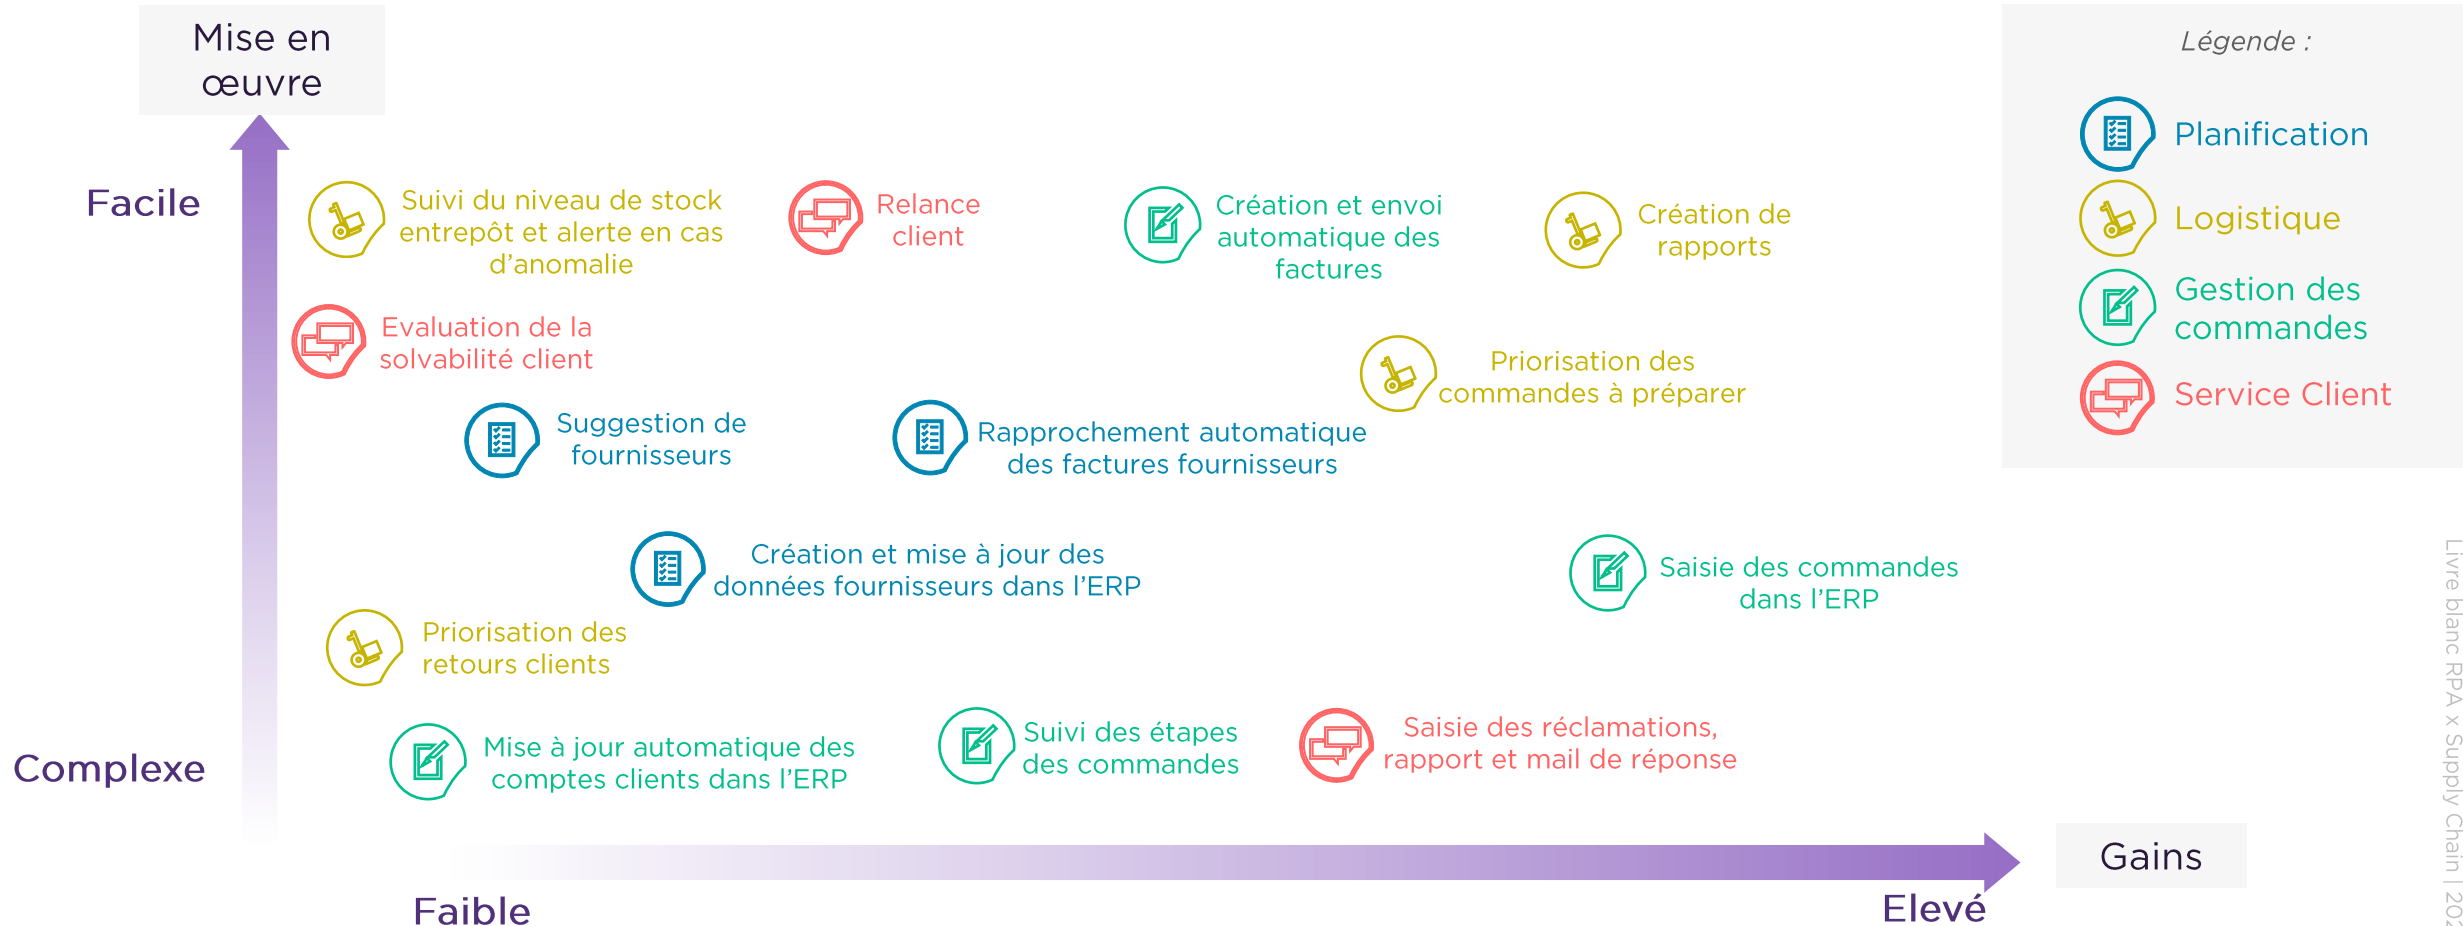 Mise en
œuvre
Légende :
Planification
Logistique
Gestion des
commandes
Service Client
Facile
Suivi du niveau de stock
entrepôt et alerte en cas
d’anomalie
Relance
client
Création et envoi
automatique des
factures
Création de
rapports
Evaluation de la
solvabilité client
Priorisation des
commandes à préparer
Suggestion de
fournisseurs
Rapprochement automatique
des factures fournisseurs
Création et mise à jour des
données fournisseurs dans l’ERP
Saisie des commandes
dans l’ERP
Priorisation des
retours clients
Complexe
Mise à jour automatique des
comptes clients dans l’ERP
Suivi des étapes
des commandes
Saisie des réclamations,
rapport et mail de réponse
Gains
Faible
Elevé
Livre blanc RPA x Supply Chain |